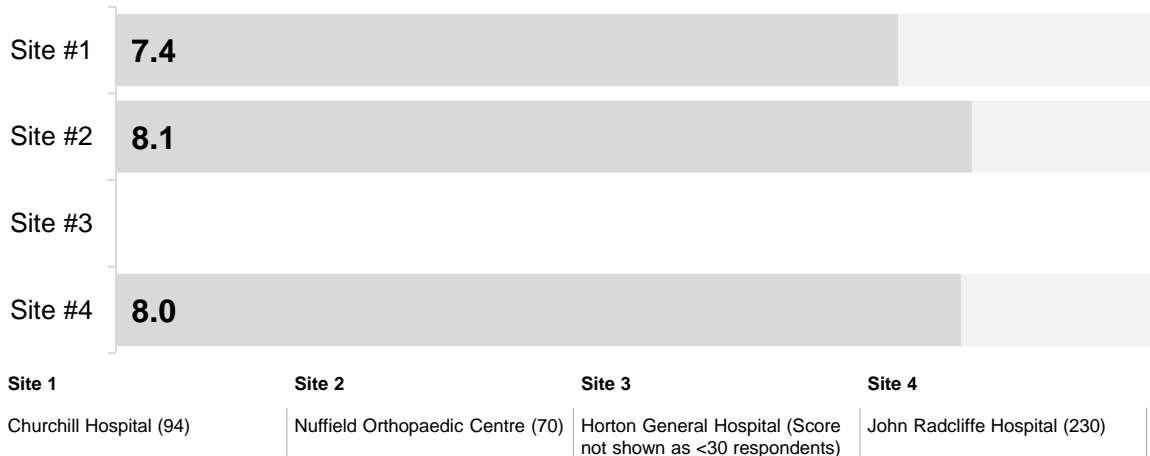 Site #1
7.4
Site #2
8.1
Site #3
Site #4
8.0
Site 1
Site 2
Site 3
Site 4
Churchill Hospital (94)
Nuffield Orthopaedic Centre (70)
Horton General Hospital (Score
not shown as <30 respondents)
John Radcliffe Hospital (230)